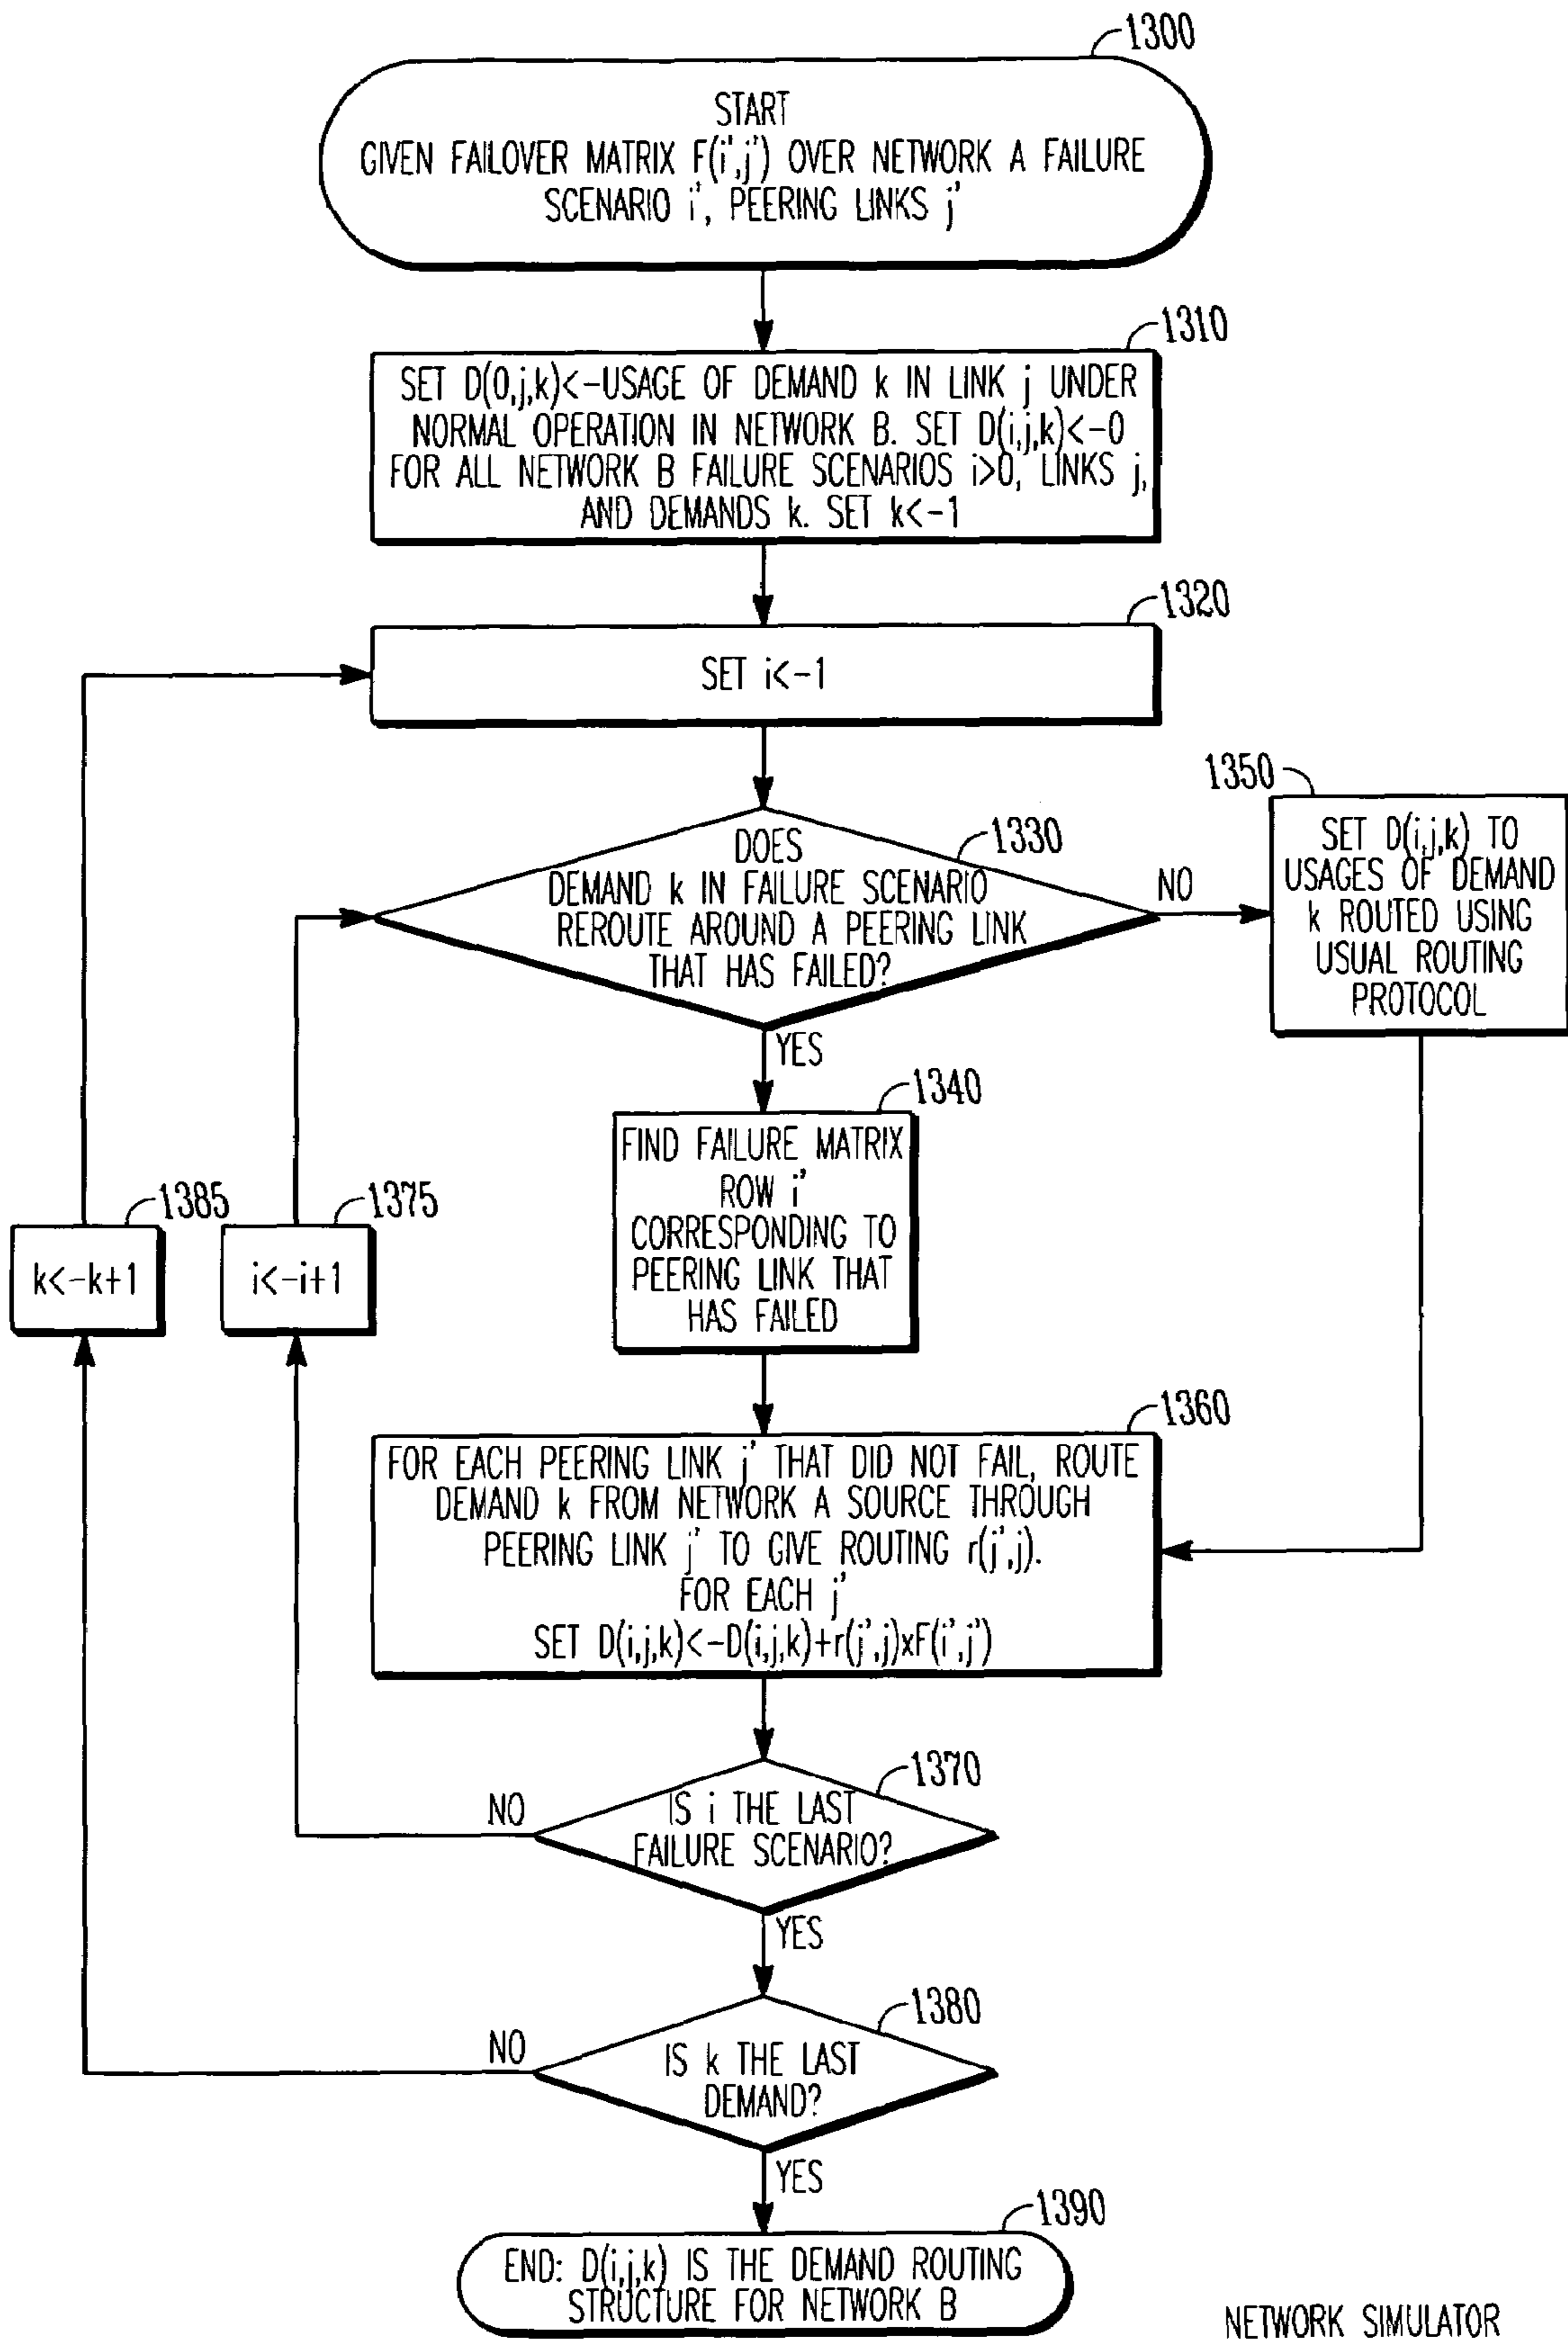 1300
START
GIVEN FAILOVER MATRIX F(i',j') OVER NETWORK A FAILURE
SCENARIO i', PEERING LINKS j'
1310
SET D(0,j,k)<-USAGE OF DEMAND k IN LINK j UNDER
NORMAL OPERATION IN NETWORK B. SET D(i,j,k)<-0
FOR ALL NETWORK B FAILURE SCENARIOS i>0, LINKS j,
AND DEMANDS k. SET k<-1
1320
SET i<-1
1330
DOES
DEMAND k IN FAILURE SCENARIO
REROUTE AROUND A PEERING LINK
THAT HAS FAILED?
NO
1350
SET D(i,j,k) TO
USAGES OF DEMAND
k ROUTED USING
USUAL ROUTING
PROTOCOL
YES
1340
FIND FAILURE MATRIX
ROW i'
CORRESPONDING TO
PEERING LINK THAT
HAS FAILED
1385
k<-k+1
1375
i<-i+1
1360
FOR EACH PEERING LINK j' THAT DID NOT FAIL, ROUTE
DEMAND k FROM NETWORK A SOURCE THROUGH
PEERING LINK j' TO GIVE ROUTING r(j',j).
FOR EACH j'
SET D(i,j,k)<-D(i,j,k)+r(j',j)xF(i',j')
1370
IS i THE LAST
FAILURE SCENARIO?
NO
YES
1380
IS k THE LAST
DEMAND?
NO
YES
1390
END: D(i,j,k) IS THE DEMAND ROUTING
STRUCTURE FOR NETWORK B
NETWORK SIMULATOR